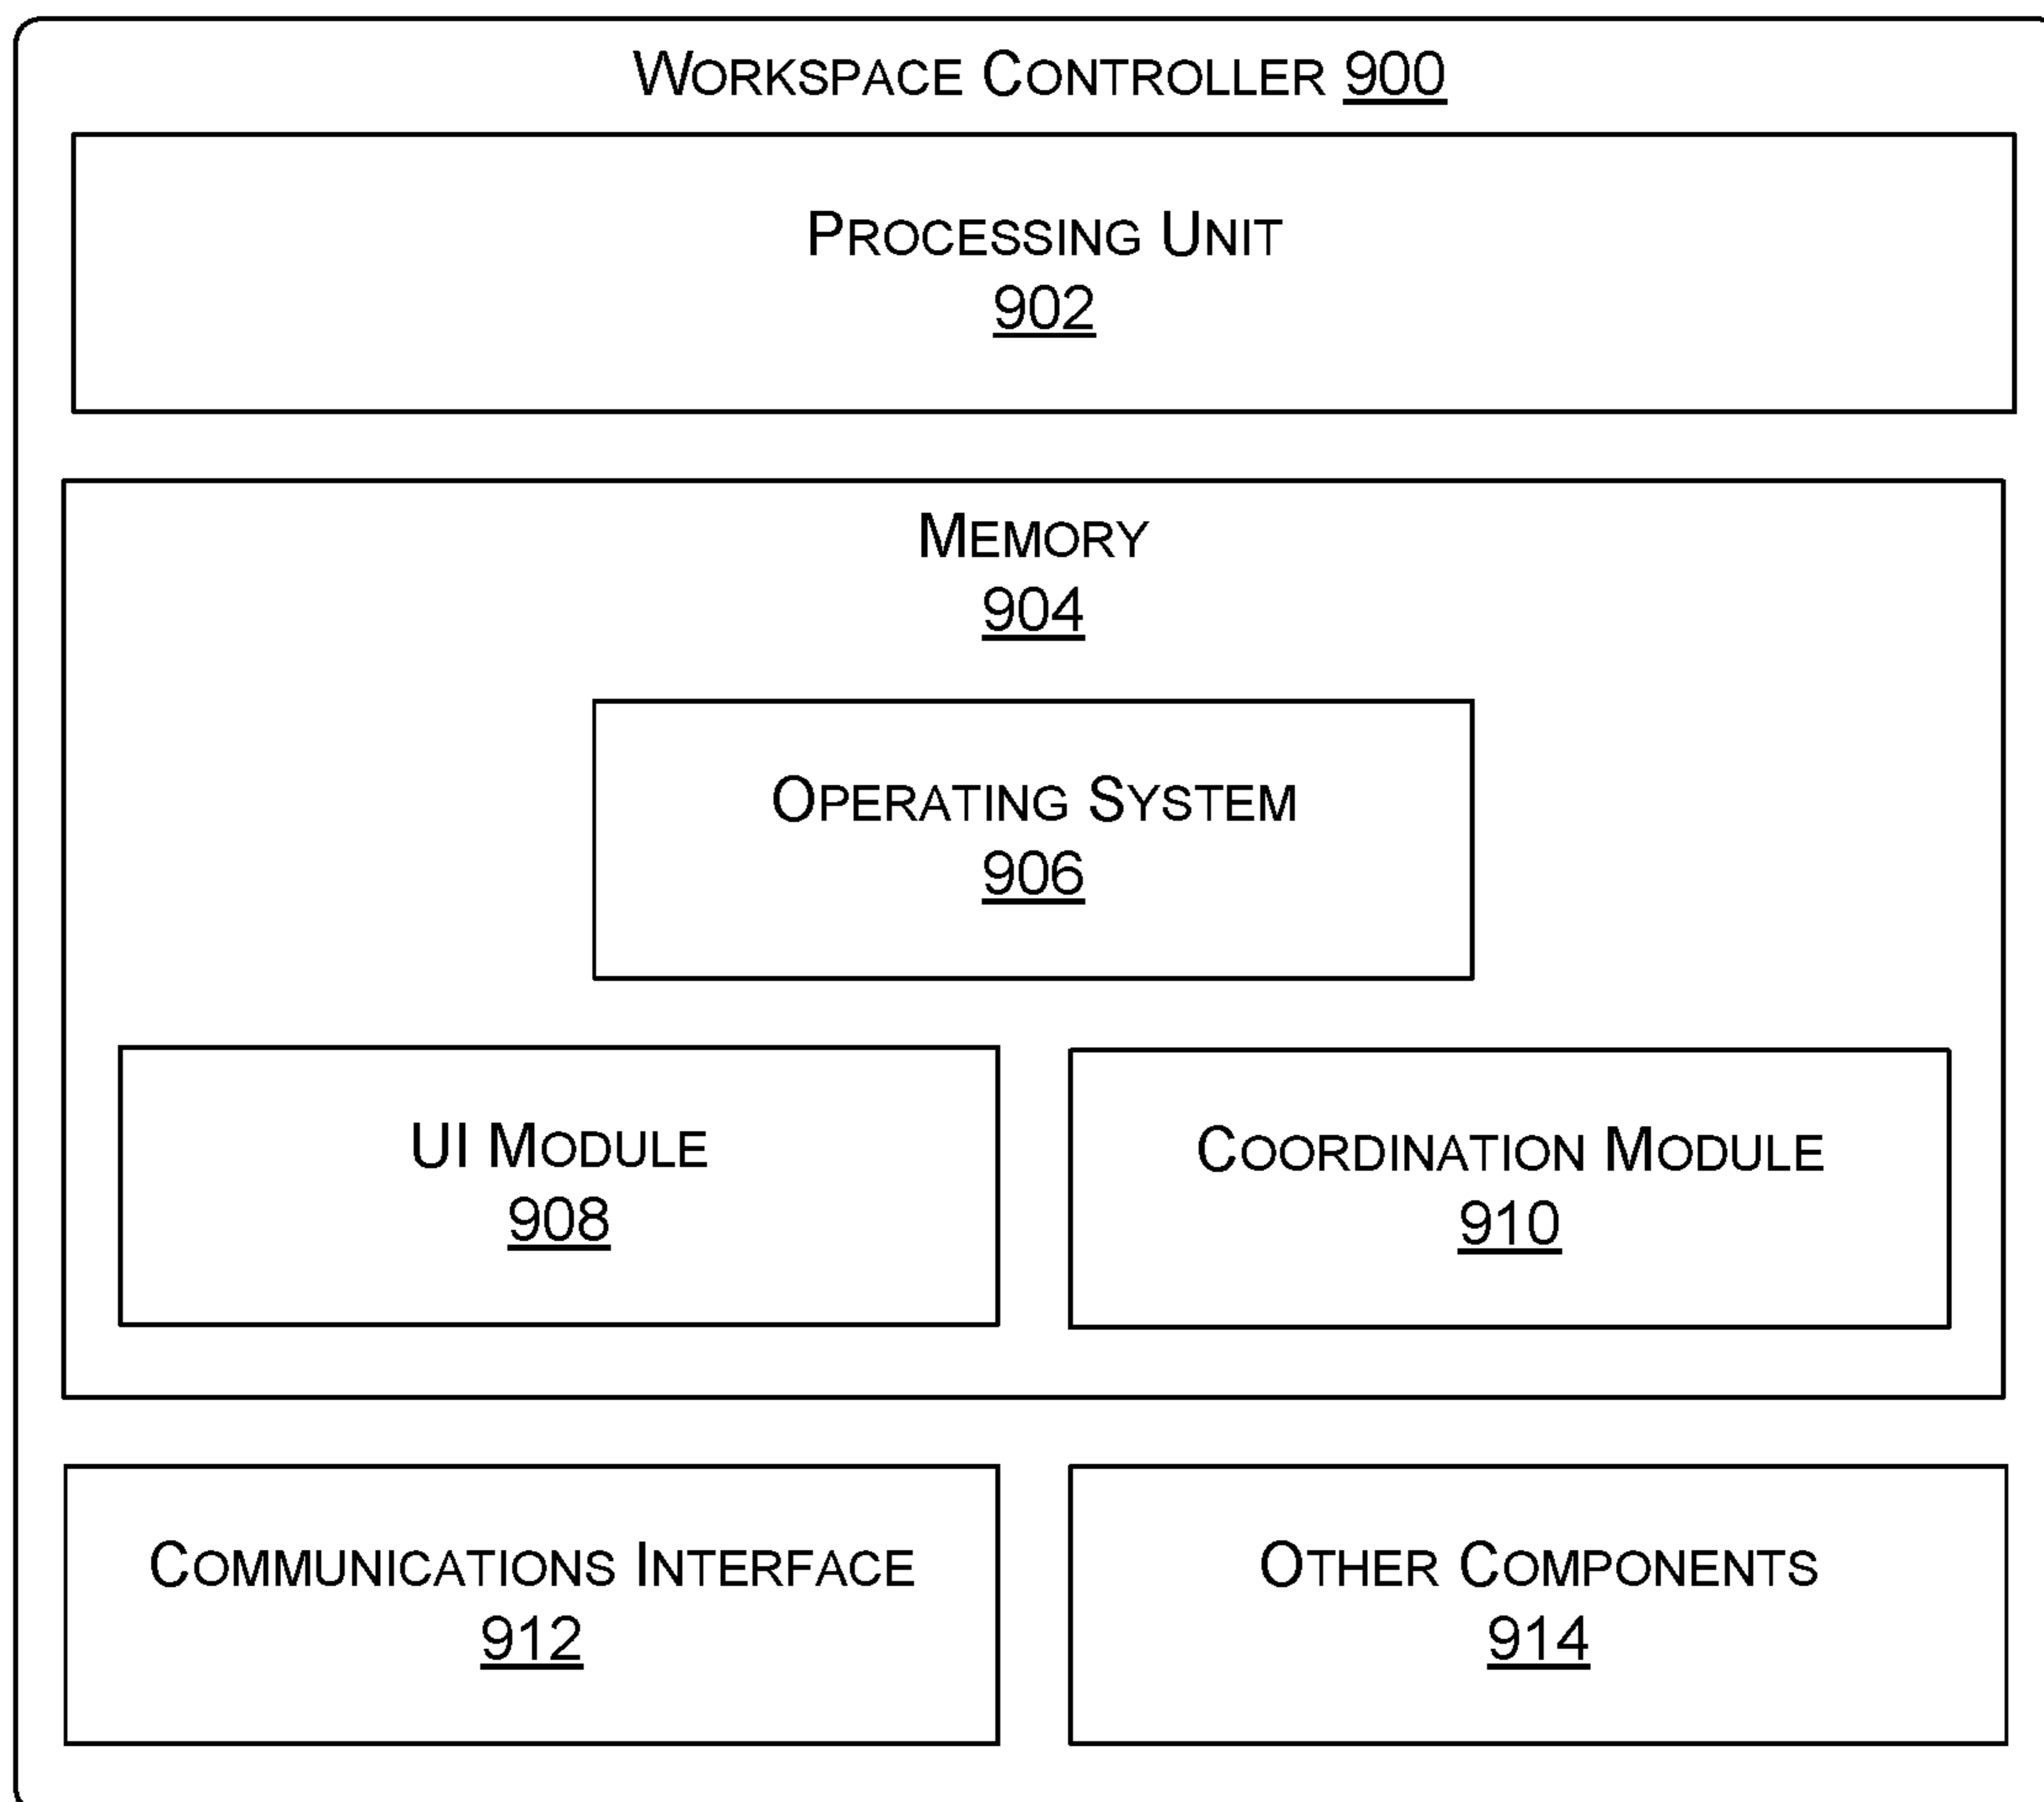 WORKSPACE CONTROLLER 900
PROCESSING UNIT
902
MEMORY
904
OPERATING SYSTEM
906
UI MODULE
908
COORDINATION MODULE
910
COMMUNICATIONS INTERFACE
912
OTHER COMPONENTS
914